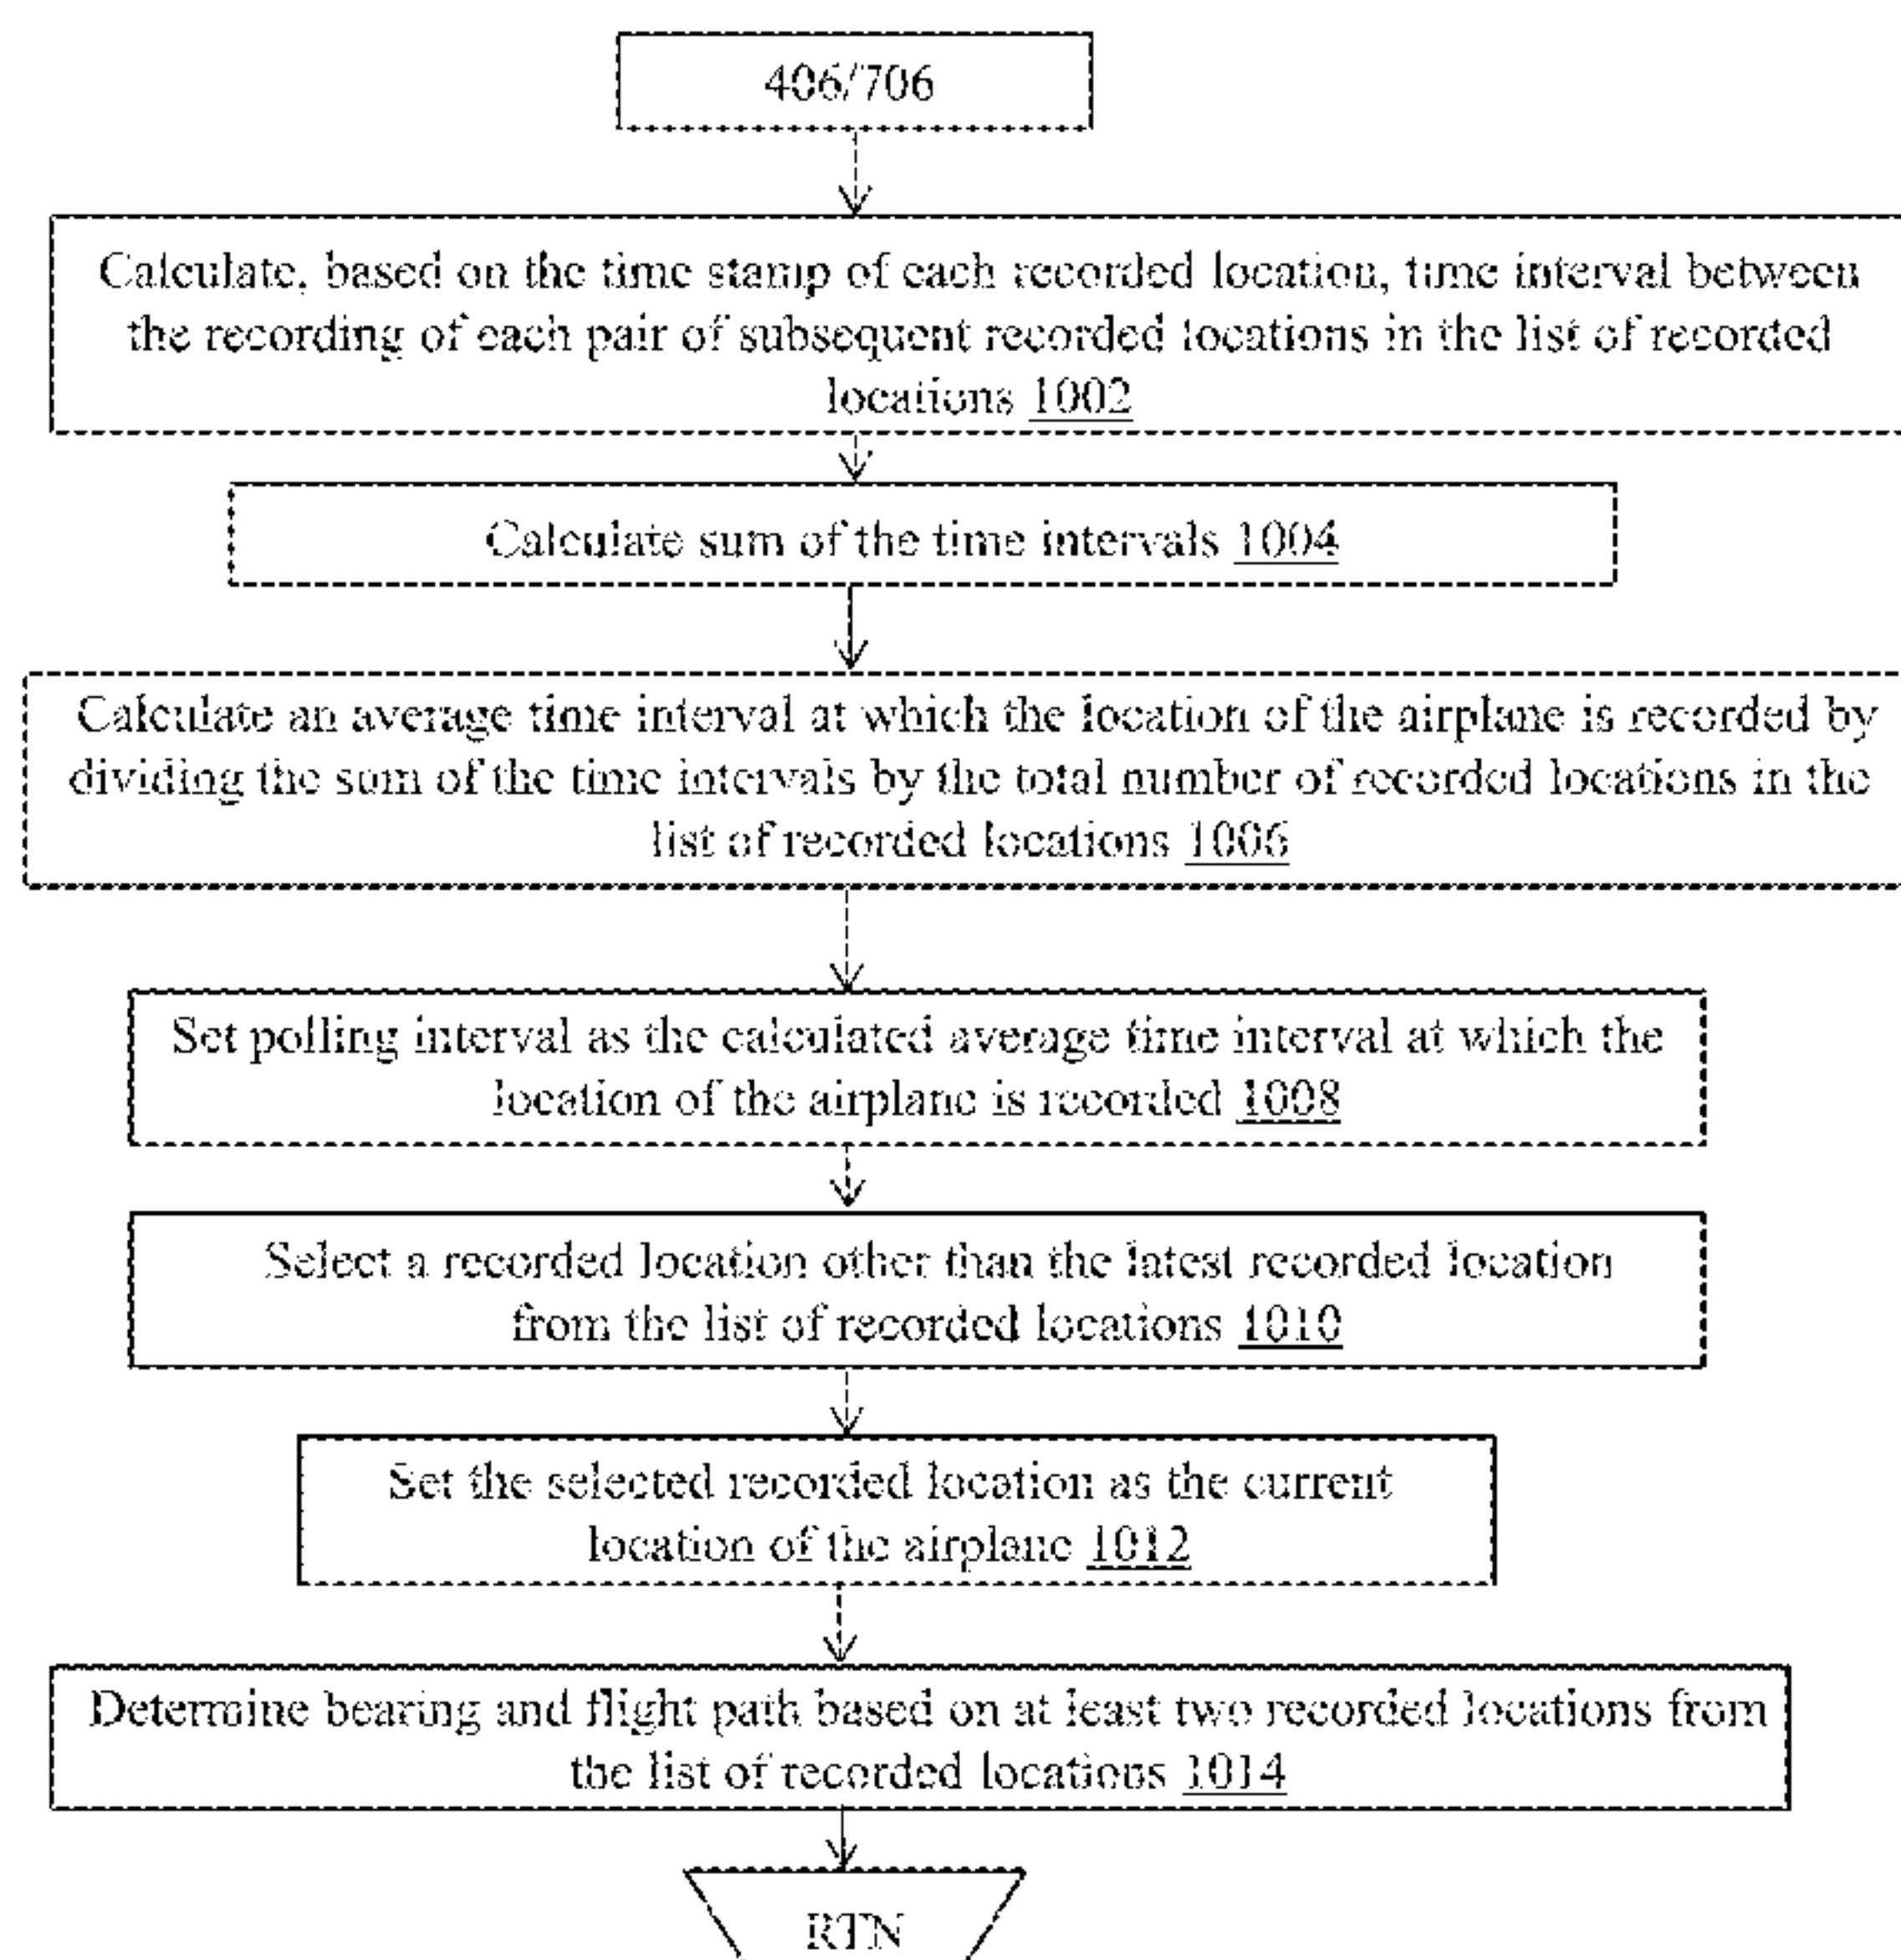 406/706
Calculate, based on the time stamp of each recorded location, time interval between
the recording of each pair of subsequent recorded locations in the list of recorded
locations 1002
Calculate sum of the time intervals 1004
Calculate an average time interval at which the location of the airplane is recorded by
dividing the sum of the time intervals by the total number of recorded locations in the
list of recorded locations 1006
Set polling interval as the calculated average time interval at which the
location of the airplane is recorded 1008
Select a recorded location other than the latest recorded location
from the list of recorded locations 1010
Set the selected recorded location as the current
location of the airplane 1012
Determine bearing and flight path based on at least two recorded locations from
the list of recorded locations 1014
RTN